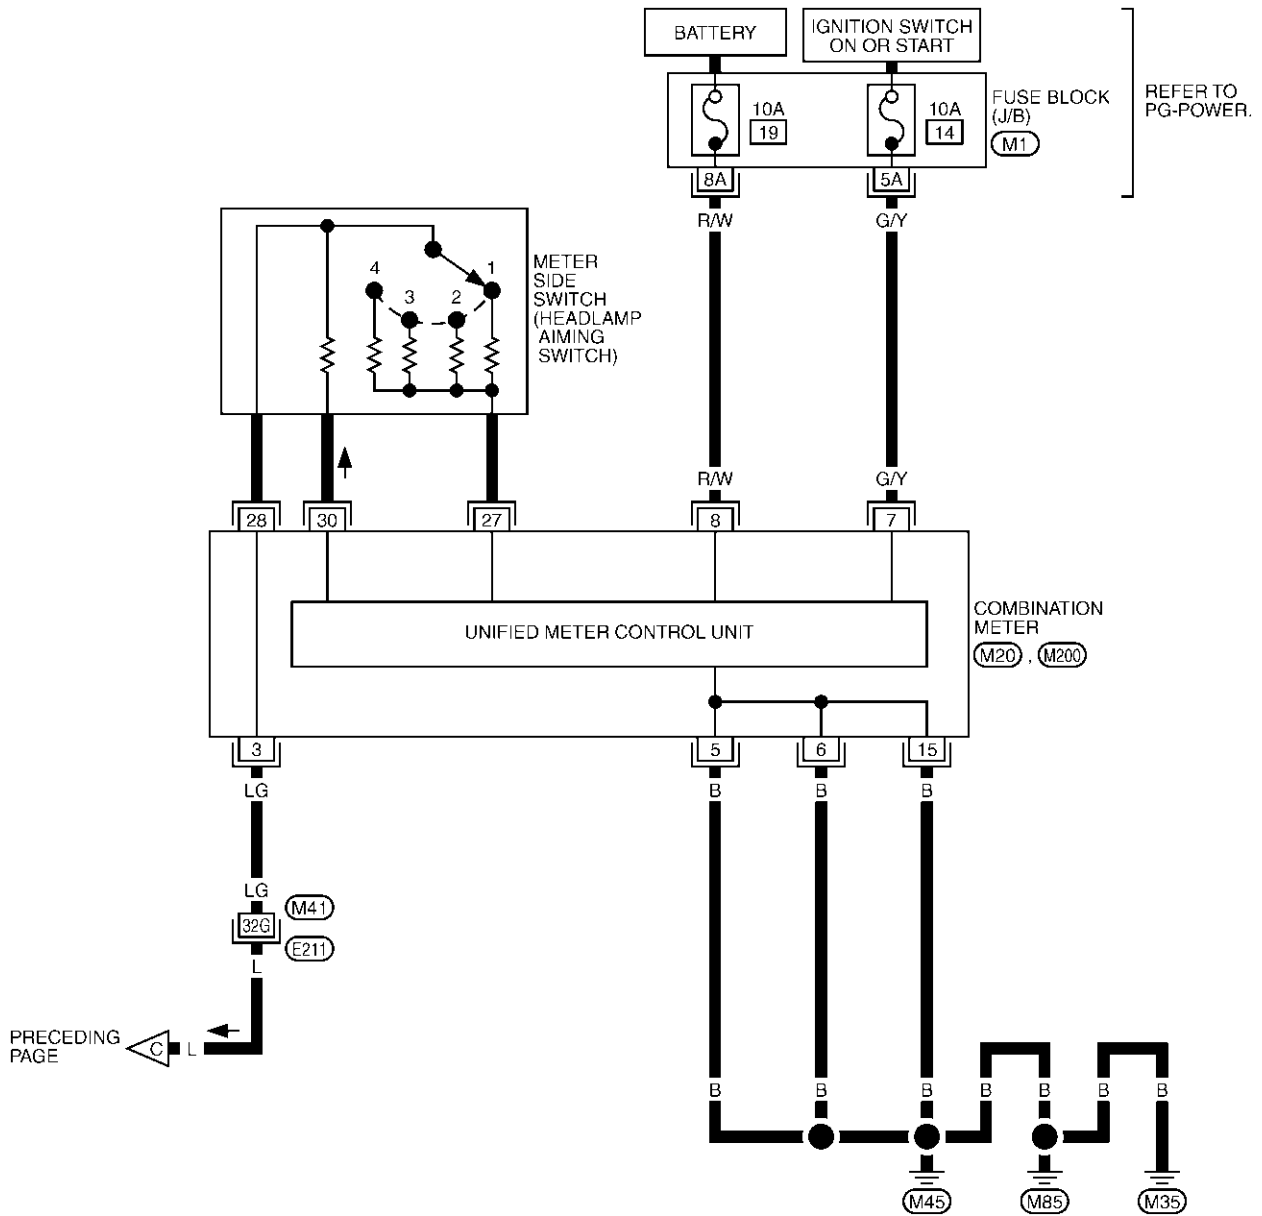 BATTERY
IGNITION SWITCH
ON OR START
REFER TO
PG-POWER.
10A
19
10A
14
FUSE BLOCK
(J/B)
M1
8A
5A
R/W
G/Y
METER
SIDE
SWITCH
(HEADLAMP
AIMING
SWITCH)
4
3
2
1
R/W
G/Y
28
30
27
8
7
UNIFIED METER CONTROL UNIT
COMBINATION
METER
M20 , M200
3
5
6
15
LG
B
B
B
LG
M41
32G
E211
L
PRECEDING
PAGE
C
L
B
B
B
B
B
B
B
M45
M85
M35